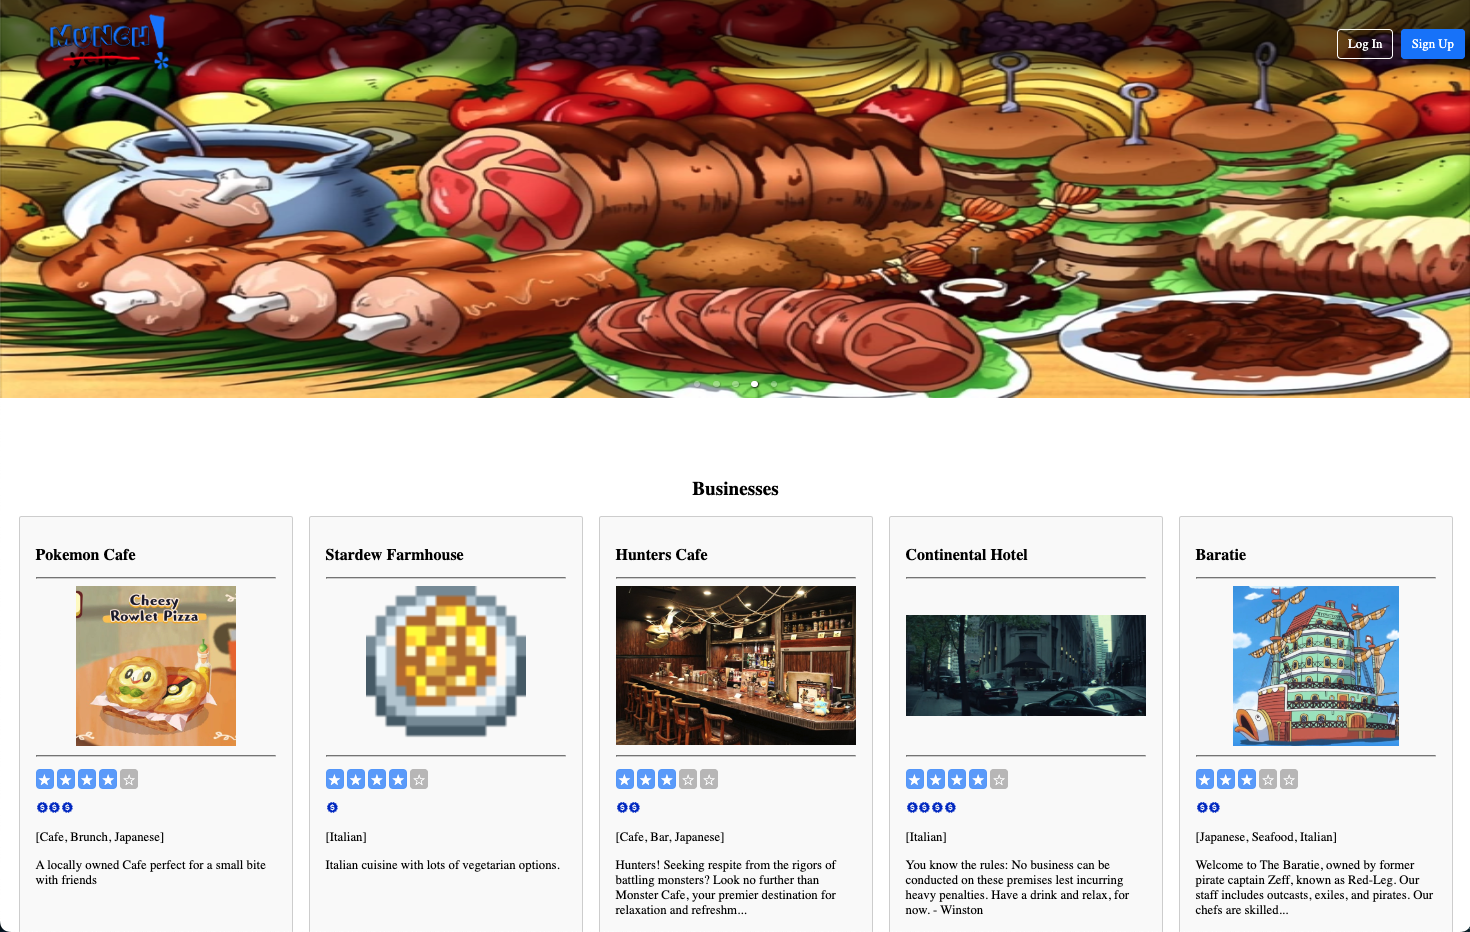 MUNCH!
yelp
Log In
Sign Up
Businesses
Pokemon Cafe
Cheesy
Rowlet Pizza
[Cafe, Brunch, Japanese]
A locally owned Cafe perfect for a small bite
with friends
Stardew Farmhouse
[Italian]
Italian cuisine with lots of vegetarian options.
Hunters Cafe
[Cafe, Bar, Japanese]
Hunters! Seeking respite from the rigors of
battling monsters? Look no further than
Monster Cafe, your premier destination for
relaxation and refreshm...
Continental Hotel
[Italian]
You know the rules: No business can be
conducted on these premises lest incurring
heavy penalties. Have a drink and relax, for
now. - Winston
Baratie
[Japanese, Seafood, Italian]
Welcome to The Baratie, owned by former
pirate captain Zeff, known as Red-Leg. Our
staff includes outcasts, exiles, and pirates. Our
chefs are skilled...